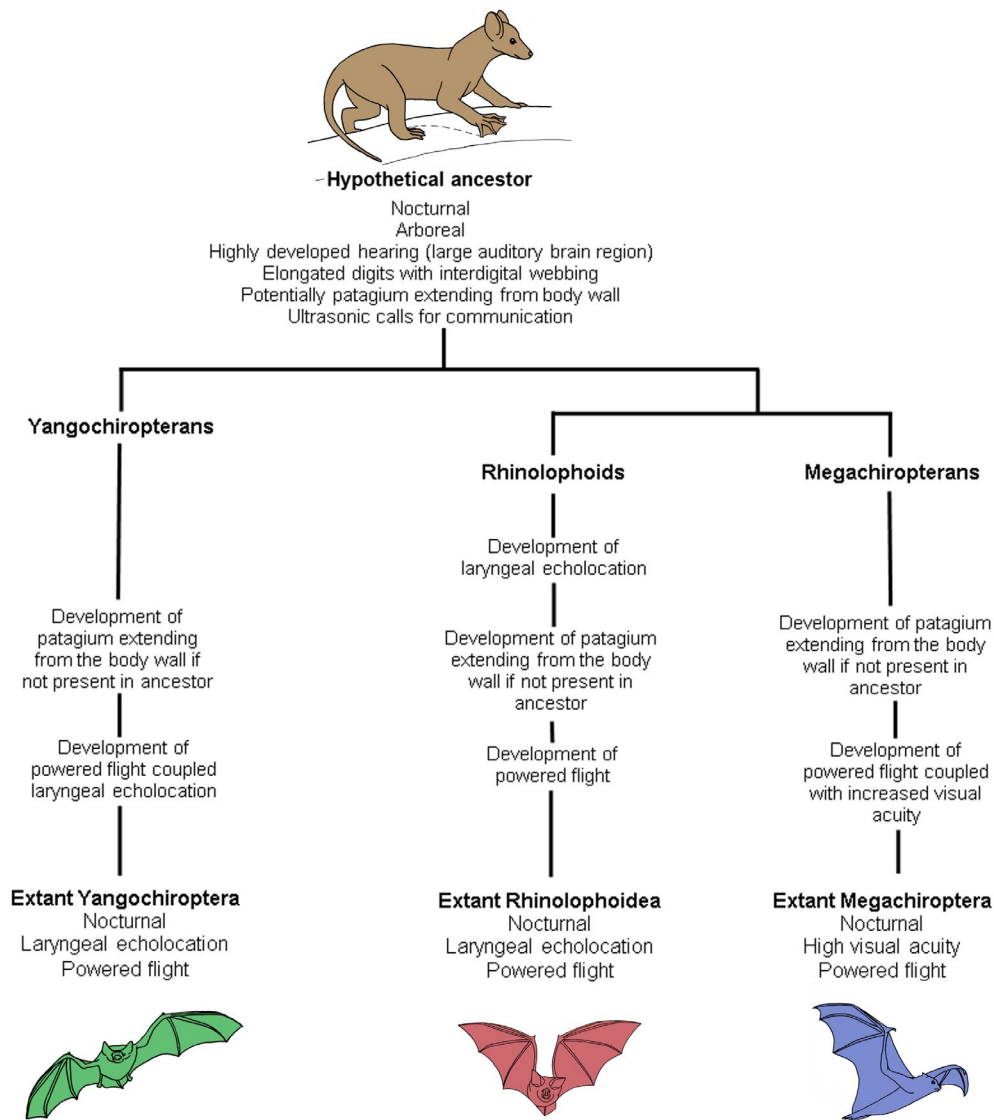 Hypothetical ancestor
Nocturnal
Arboreal
Highly developed hearing (large auditory brain region)
Elongated digits with interdigital webbing
Potentially patagium extending from body wall
Ultrasonic calls for communication
Yangochiropterans
Development of
patagium extending
from the body wall if
not present in ancestor
Development of
powered flight coupled
laryngeal echolocation
Extant Yangochiroptera
Nocturnal
Laryngeal echolocation
Powered flight
Rhinolophoids
Development of
laryngeal echolocation
Development of patagium
extending from the body
wall if not present in
ancestor
Development of
powered flight
Extant Rhinolophoidea
Nocturnal
Laryngeal echolocation
Powered flight
Megachiropterans
Development of patagium
extending from the body
wall if not present in
ancestor
Development of
powered flight coupled
with increased visual
acuity
Extant Megachiroptera
Nocturnal
High visual acuity
Powered flight